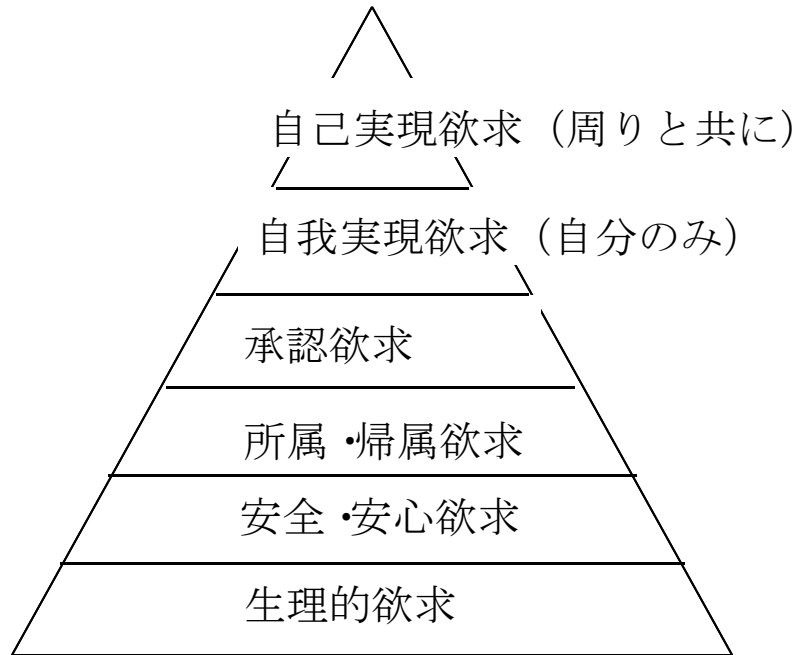 自己実現欲求（周りと共に）
自我実現欲求（自分のみ）
承認欲求
所属・帰属欲求
安全・安心欲求
生理的欲求